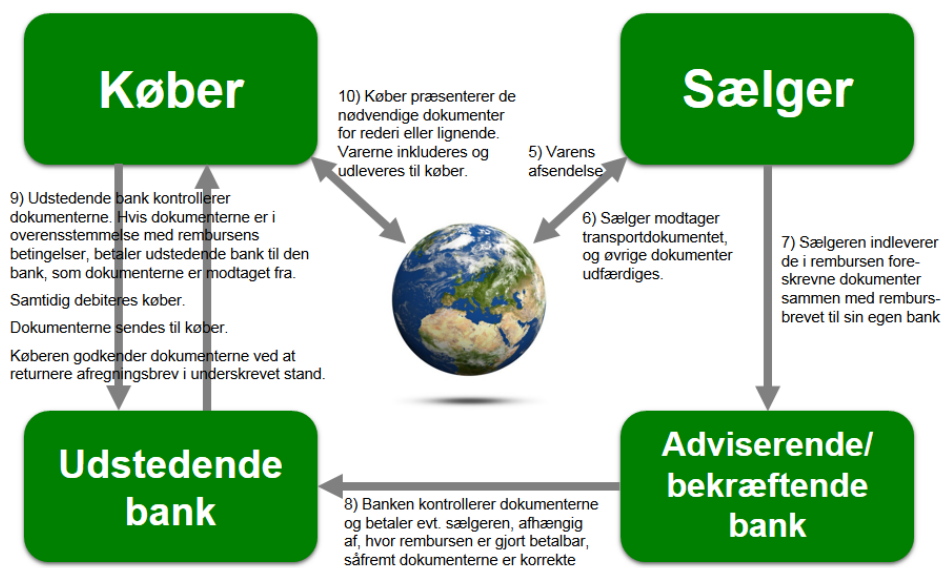 Køber
Sælger
10) Køber præsenterer de
nødvendige dokumenter
for rederi eller lignende.
Varerne inkluderes og
udleveres til køber.
5) Varens
afsendelse
9) Udstedende bank kontrollerer
dokumenterne. Hvis dokumenterne er i
overensstemmelse med rembursens
betingelser, betaler udstedende bank til den
bank, som dokumenterne er modtaget fra.
Samtidig debiteres køber.
Dokumenterne sendes til køber.
Køberen godkender dokumenterne ved at
returnere afregningsbrev i underskrevet stand.
6) Sælger modtager
transportdokumentet,
og øvrige dokumenter
udfærdiges.
7) Sælgeren indleverer
de i rembursen fore-
skrevne dokumenter
sammen med remburs-
brevet til sin egen bank
Udstedende
bank
Adviserende/
bekræftende
bank
8) Banken kontrollerer dokumenterne
og betaler evt. sælgeren, afhængig
af, hvor rembursen er gjort betalbar,
såfremt dokumenterne er korrekte